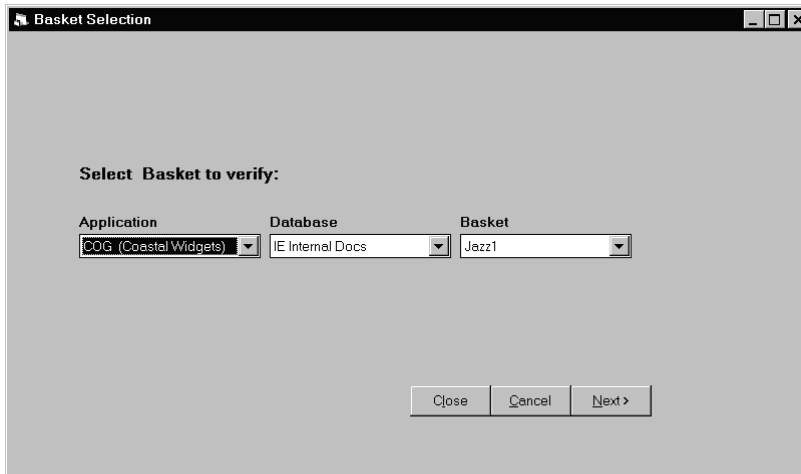 Basket Selection
Select Basket to verify:
Application Database Basket
COG (Coastal Widgets) IE Internal Docs Jazz1
Close Cancel Next >